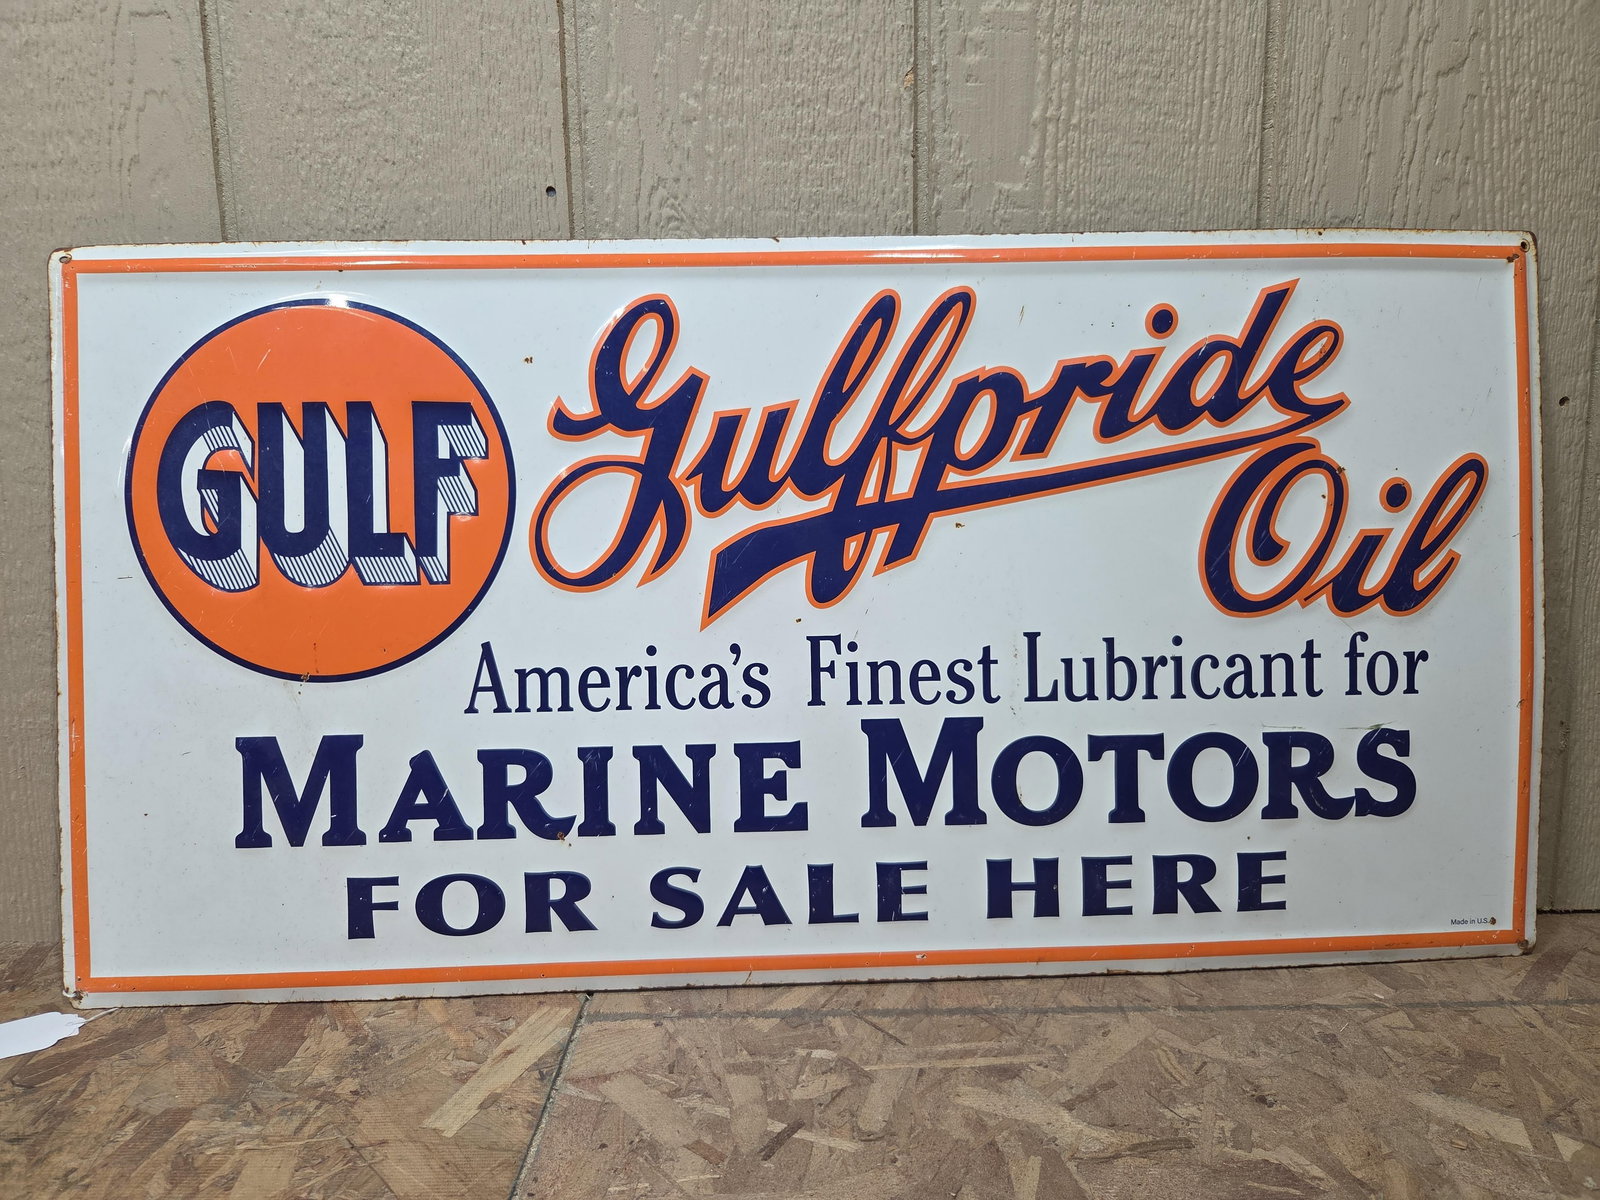 GULF
Gulfpride
Oil
America's Finest Lubricant for
MARINE MOTORS
FOR SALE HERE
Made in U.S.A.